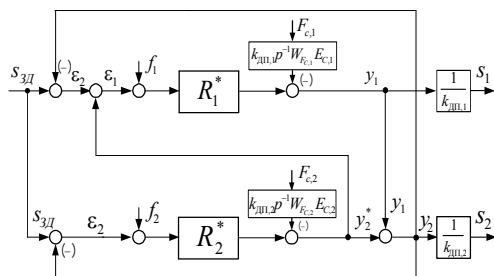 F_{c,1}
(–)
k_{ДП,1} p^{-1} W_{F_{C,1}} E_{C,1}
s_{ЗД} ε_2 ε_1 f_1 R_1^* (–) y_1 \frac{1}{k_{ДП,1}} s_1
F_{c,2}
k_{ДП,2} p^{-1} W_{F_{C,2}} E_{C,2}
s_{ЗД} ε_2 f_2 R_2^* (–) y_2^* y_1 y_2 \frac{1}{k_{ДП,2}} s_2
(–)